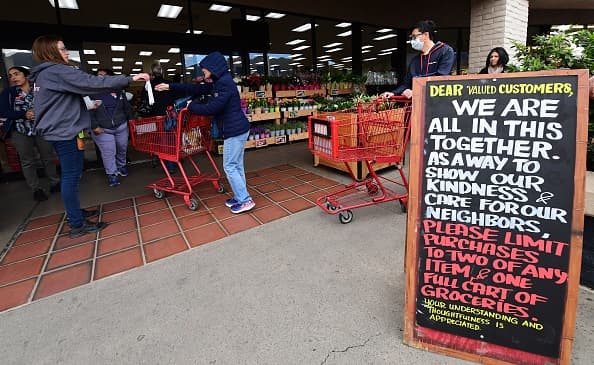 DEAR VALUED CUSTOMERS,
WE ARE
ALL IN THIS
TOGETHER.
AS A WAY TO
SHOW OUR
KINDNESS &
CARE FOR OUR
NEIGHBORS,
PLEASE LIMIT
PURCHASES
TO TWO OF ANY
ITEM & ONE
FULL CART OF
GROCERIES.
YOUR UNDERSTANDING AND
THOUGHTFULNESS IS
APPRECIATED.